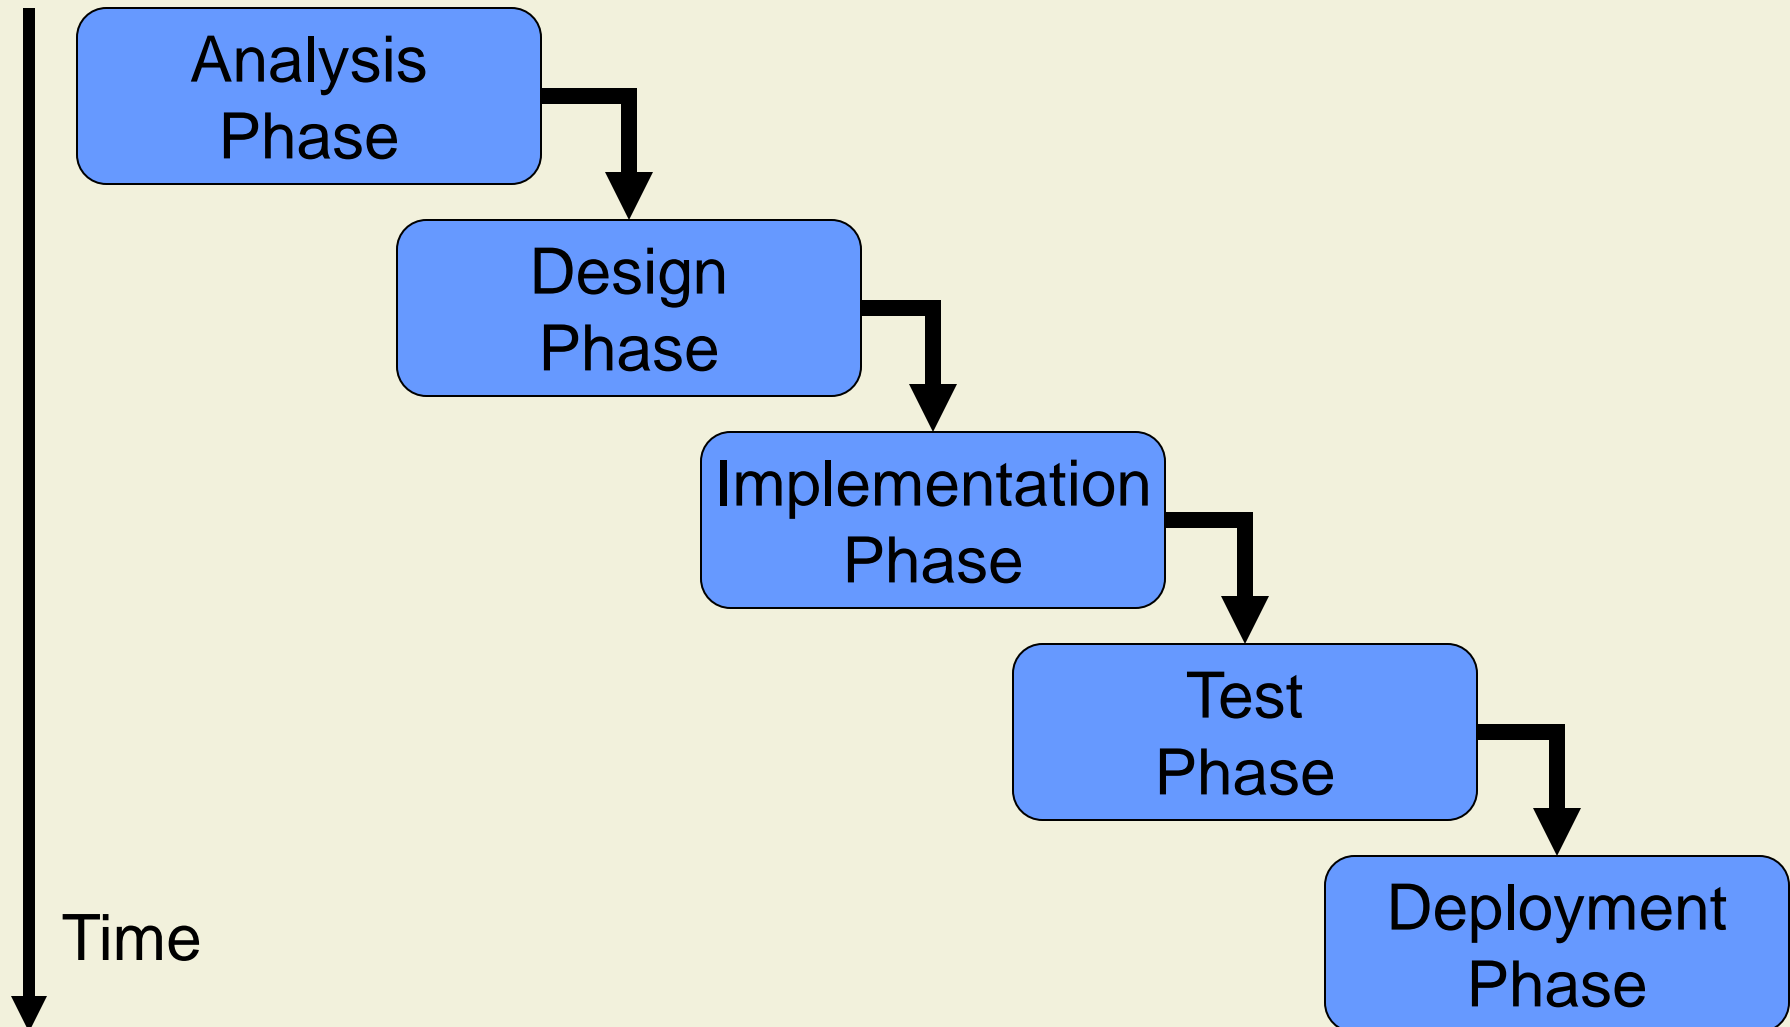 Analysis
Phase
Design
Phase
Implementation
Phase
Test
Phase
Deployment
Phase
Time